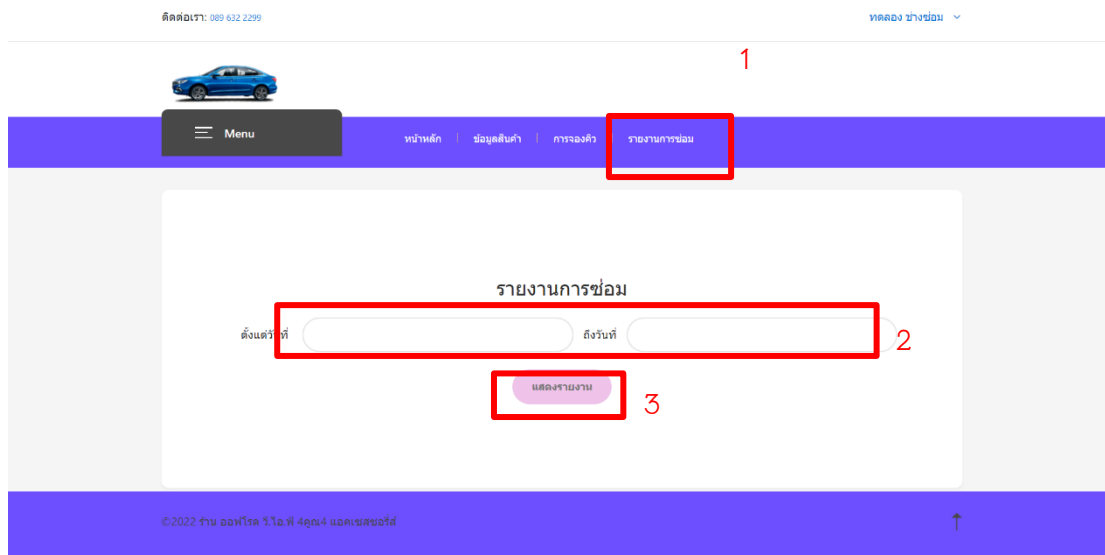 ติดต่อเรา: 089 632 2299
ทดลอง ช่างซ่อม
1
Menu
หน้าหลัก
ข้อมูลสินค้า
การจองคิว
รายงานการซ่อม
รายงานการซ่อม
ตั้งแต่วันที่
ถึงวันที่
2
แสดงรายงาน
3
©2022 ร้าน ออฟโรด วี.ไอ.พี 4คูณ4 แอคเซสซอรี่ส์